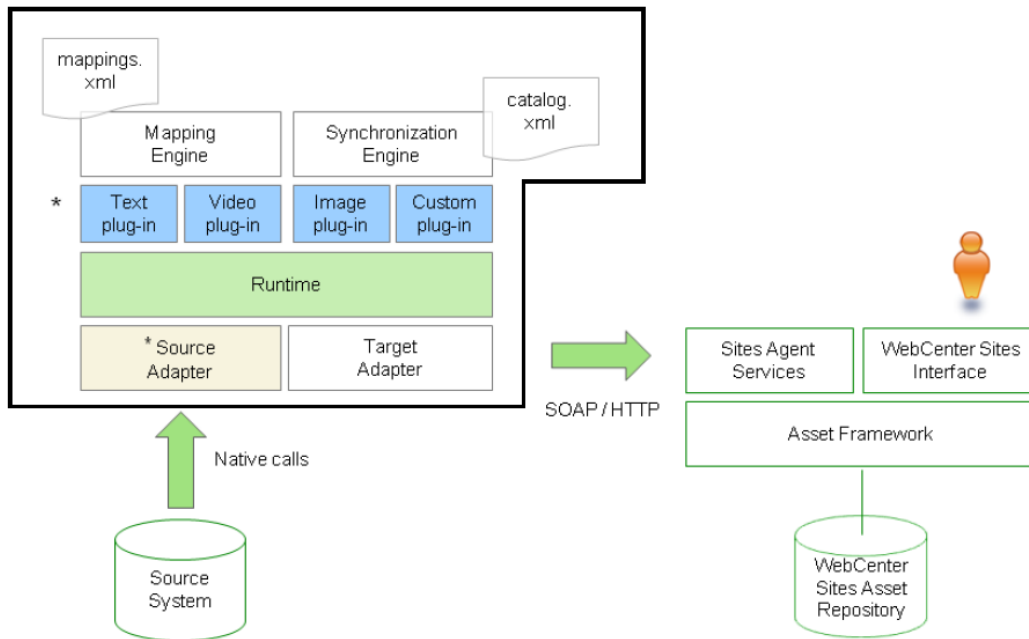 mappings.
xml
catalog.
xml
Mapping
Engine
Synchronization
Engine
*
Text
plug-in
Video
plug-in
Image
plug-in
Custom
plug-in
Runtime
* Source
Adapter
Target
Adapter
SOAP / HTTP
Sites Agent
Services
WebCenter Sites
Interface
Asset Framework
Native calls
Source
System
WebCenter
Sites Asset
Repository